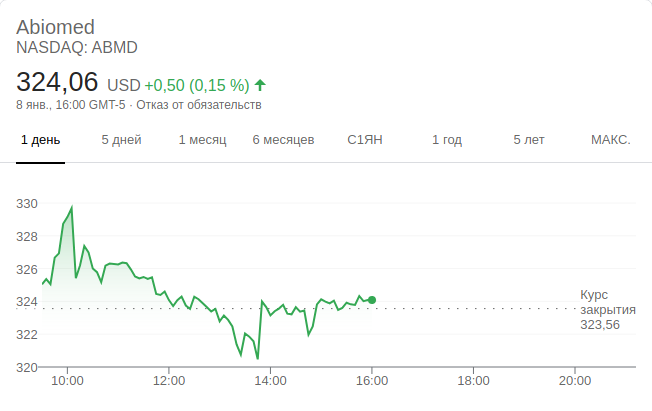 Abiomed
NASDAQ: ABMD
324,06 USD +0,50 (0,15 %)
8 янв., 16:00 GMT-5 · Отказ от обязательств
1 день 5 дней 1 месяц 6 месяцев С1ЯН 1 год 5 лет МАКС.
330
328
326
324
322
320
Курс
закрытия
323,56
10:00 12:00 14:00 16:00 18:00 20:00